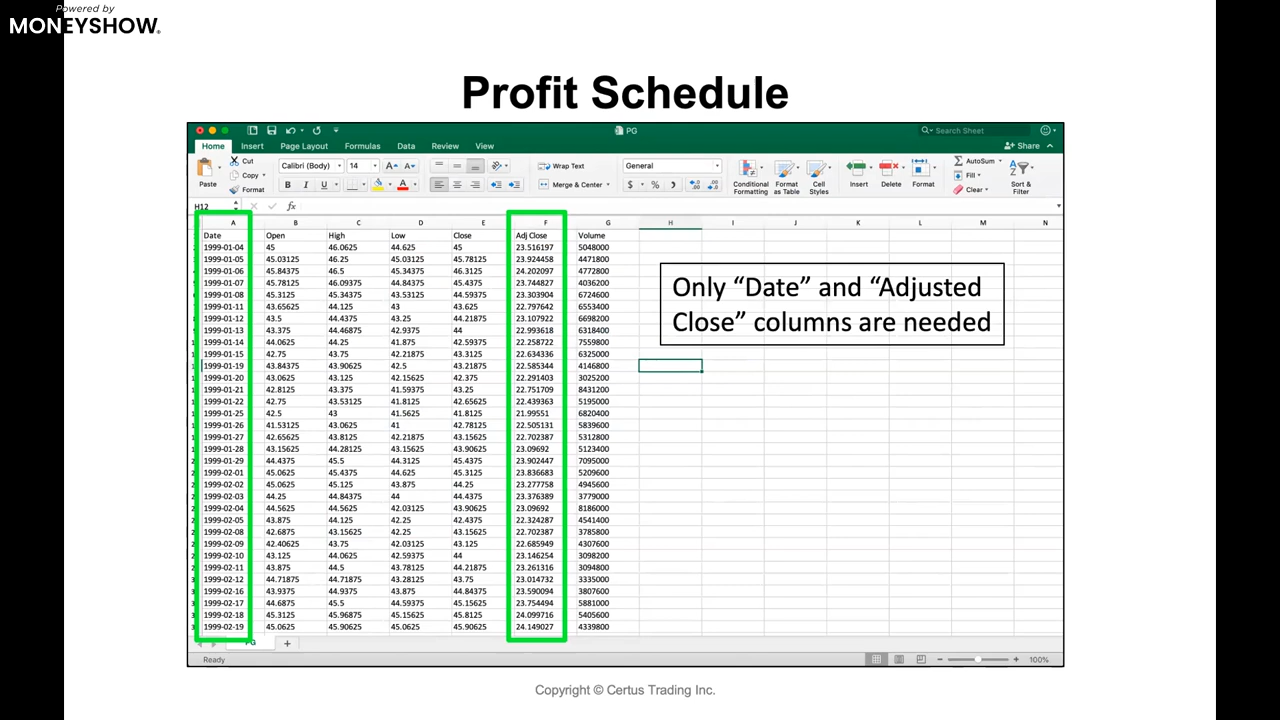 Powered by
MONEYSHOW.
Profit Schedule
PG
Search Sheet
Home Insert Page Layout Formulas Data Review View
Share
Paste
Cut
Copy
Format
Calibri (Body) 14
B I U
Wrap Text
Merge & Center
General
$ %
Conditional Formatting
Format as Table
Cell Styles
Insert
Delete
Format
AutoSum
Fill
Clear
Sort & Filter
H12 fx
A B C D E F G H I J K L M N
Date Open High Low Close Adj Close Volume
1999-01-04 45 46.0625 44.625 45 23.516197 5048000
1999-01-05 45.03125 46.25 45.03125 45.78125 23.924458 4471800
1999-01-06 45.84375 46.5 45.34375 46.3125 24.202097 4772800
1999-01-07 45.78125 46.09375 44.84375 45.4375 23.744827 4036200
1999-01-08 45.3125 45.34375 43.53125 44.59375 23.303904 6724600
1999-01-11 43.65625 44.125 43 43.625 22.797642 6553400
1999-01-12 43.5 44.4375 43.25 44.21875 23.107922 6698200
1999-01-13 43.375 44.46875 42.9375 44 22.993618 6318400
1999-01-14 44.0625 44.25 41.875 42.59375 22.258722 7559800
1999-01-15 42.75 43.75 42.21875 43.3125 22.634336 6325000
1999-01-19 43.84375 43.90625 42.5 43.21875 22.585344 4146800
1999-01-20 43.0625 43.125 42.15625 42.375 22.291403 3025200
1999-01-21 42.8125 43.375 41.59375 43.25 22.751709 8431200
1999-01-22 42.75 43.53125 41.8125 42.65625 22.439363 5195000
1999-01-25 42.5 43 41.5625 41.8125 21.99551 6820400
1999-01-26 41.53125 43.0625 41 42.78125 22.505131 5839600
1999-01-27 42.65625 43.8125 42.21875 43.15625 22.702387 5312800
1999-01-28 43.15625 44.28125 43.15625 43.90625 23.09692 5123400
1999-01-29 44.4375 45.5 44.3125 45.4375 23.902447 7095000
1999-02-01 45.0625 45.4375 44.625 45.3125 23.836683 5209600
1999-02-02 45.0625 45.125 43.875 44.25 23.277758 4945600
1999-02-03 44.25 44.84375 44 44.4375 23.376389 3779000
1999-02-04 44.5625 44.5625 42.03125 43.90625 23.09692 8186000
1999-02-05 43.875 44.125 42.25 42.4375 22.324287 4541400
1999-02-08 42.6875 43.15625 42.25 43.15625 22.702387 3785800
1999-02-09 42.40625 43.75 42.03125 43.125 22.685949 4307600
1999-02-10 43.125 44.0625 42.59375 44 23.146254 3098200
1999-02-11 43.875 44.5 43.78125 44.21875 23.261316 3094800
1999-02-12 44.71875 44.71875 43.28125 43.75 23.014732 3335000
1999-02-16 43.9375 44.9375 43.875 44.84375 23.590094 3807600
1999-02-17 44.6875 45.5 44.59375 45.15625 23.754494 5881000
1999-02-18 45.3125 45.96875 45.15625 45.8125 24.099716 5405600
1999-02-19 45.0625 45.90625 45.0625 45.90625 24.149027 4339800
Only “Date” and “Adjusted
Close” columns are needed
PG
Ready 100%
Copyright © Certus Trading Inc.